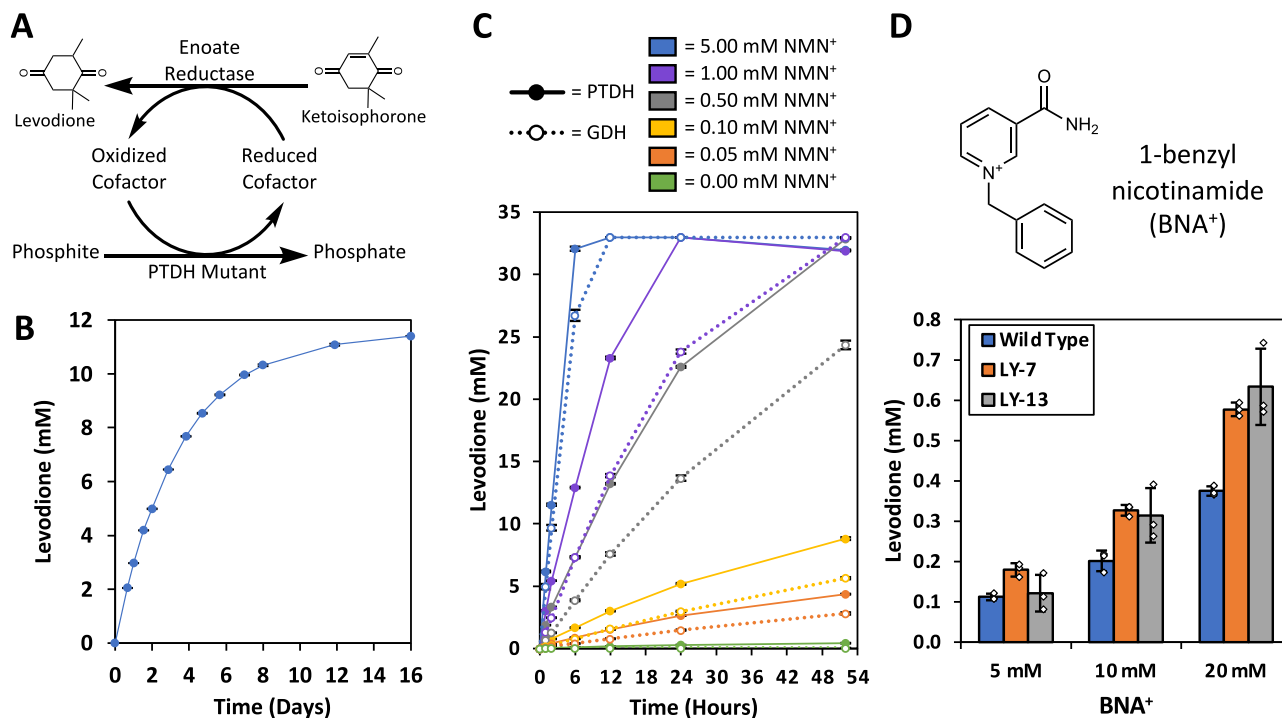 A
Enoate
Reductase
O
O
O
O
Levodione
Ketoisophorone
Oxidized
Cofactor
Reduced
Cofactor
Phosphite
Phosphate
PTDH Mutant
B
Levodione (mM)
12
10
8
6
4
2
0
0 2 4 6 8 10 12 14 16
Time (Days)
C
= PTDH
= GDH
= 5.00 mM NMN⁺
= 1.00 mM NMN⁺
= 0.50 mM NMN⁺
= 0.10 mM NMN⁺
= 0.05 mM NMN⁺
= 0.00 mM NMN⁺
Levodione (mM)
35
30
25
20
15
10
5
0
0 6 12 18 24 30 36 42 48 54
Time (Hours)
D
O
NH₂
N⁺
1-benzyl
nicotinamide
(BNA⁺)
Levodione (mM)
0.8
0.7
0.6
0.5
0.4
0.3
0.2
0.1
0.0
Wild Type
LY-7
LY-13
5 mM 10 mM 20 mM
BNA⁺